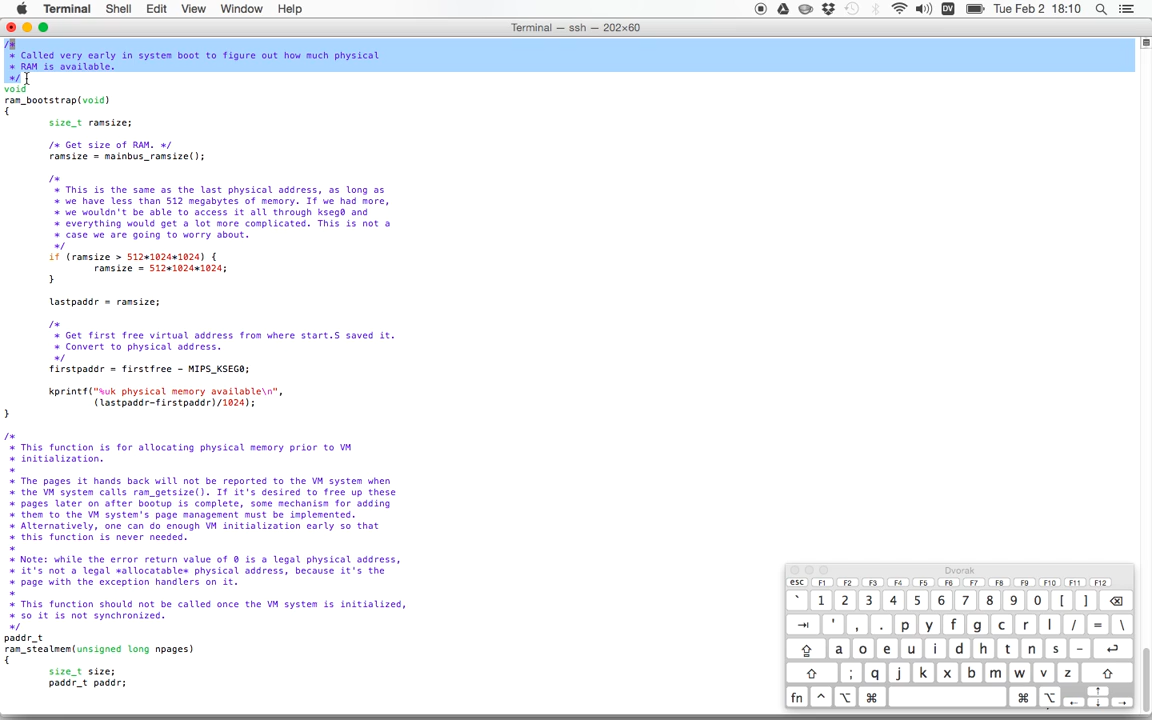 Terminal Shell Edit View Window Help DV Tue Feb 2 18:10
Terminal — ssh — 202×60
/*
 * Called very early in system boot to figure out how much physical
 * RAM is available.
 */
void
ram_bootstrap(void)
{
        size_t ramsize;

        /* Get size of RAM. */
        ramsize = mainbus_ramsize();

        /*
         * This is the same as the last physical address, as long as
         * we have less than 512 megabytes of memory. If we had more,
         * we wouldn't be able to access it all through kseg0 and
         * everything would get a lot more complicated. This is not a
         * case we are going to worry about.
         */
        if (ramsize > 512*1024*1024) {
                ramsize = 512*1024*1024;
        }

        lastpaddr = ramsize;

        /*
         * Get first free virtual address from where start.S saved it.
         * Convert to physical address.
         */
        firstpaddr = firstfree - MIPS_KSEG0;

        kprintf("%uk physical memory available\n",
                (lastpaddr-firstpaddr)/1024);
}

/*
 * This function is for allocating physical memory prior to VM
 * initialization.
 *
 * The pages it hands back will not be reported to the VM system when
 * the VM system calls ram_getsize(). If it's desired to free up these
 * pages later on after bootup is complete, some mechanism for adding
 * them to the VM system's page management must be implemented.
 * Alternatively, one can do enough VM initialization early so that
 * this function is never needed.
 *
 * Note: while the error return value of 0 is a legal physical address,
 * it's not a legal *allocatable* physical address, because it's the
 * page with the exception handlers on it.
 *
 * This function should not be called once the VM system is initialized,
 * so it is not synchronized.
 */
paddr_t
ram_stealmem(unsigned long npages)
{
        size_t size;
        paddr_t paddr;
Dvorak
esc F1 F2 F3 F4 F5 F6 F7 F8 F9 F10 F11 F12
` 1 2 3 4 5 6 7 8 9 0 [ ] ⌫
⇥ ' , . p y f g c r l / = \
⇪ a o e u i d h t n s - ↩
⇧ ; q j k x b m w v z ⇧
fn ^ ⌥ ⌘ ⌘ ⌥ ← ↑ ↓ →